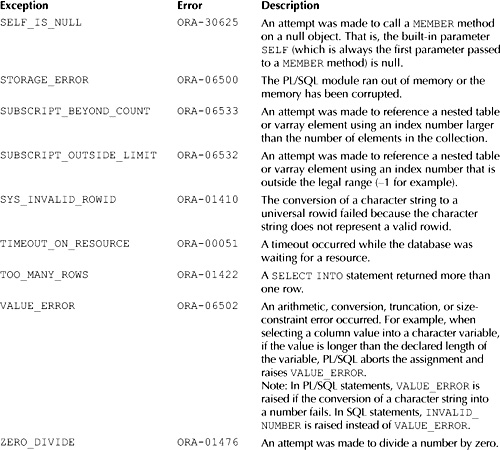 Exception Error Description
SELF_IS_NULL ORA-30625 An attempt was made to call a MEMBER method
on a null object. That is, the built-in parameter
SELF (which is always the first parameter passed
to a MEMBER method) is null.
STORAGE_ERROR ORA-06500 The PL/SQL module ran out of memory or the
memory has been corrupted.
SUBSCRIPT_BEYOND_COUNT ORA-06533 An attempt was made to reference a nested table
or varray element using an index number larger
than the number of elements in the collection.
SUBSCRIPT_OUTSIDE_LIMIT ORA-06532 An attempt was made to reference a nested table
or varray element using an index number that is
outside the legal range (–1 for example).
SYS_INVALID_ROWID ORA-01410 The conversion of a character string to a
universal rowid failed because the character
string does not represent a valid rowid.
TIMEOUT_ON_RESOURCE ORA-00051 A timeout occurred while the database was
waiting for a resource.
TOO_MANY_ROWS ORA-01422 A SELECT INTO statement returned more than
one row.
VALUE_ERROR ORA-06502 An arithmetic, conversion, truncation, or size-
constraint error occurred. For example, when
selecting a column value into a character variable,
if the value is longer than the declared length of
the variable, PL/SQL aborts the assignment and
raises VALUE_ERROR.
Note: In PL/SQL statements, VALUE_ERROR is
raised if the conversion of a character string into
a number fails. In SQL statements, INVALID_
NUMBER is raised instead of VALUE_ERROR.
ZERO_DIVIDE ORA-01476 An attempt was made to divide a number by zero.